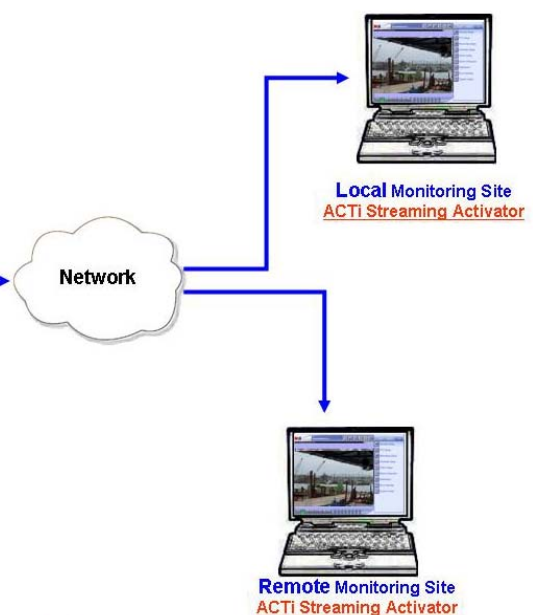 Local Monitoring Site
ACTi Streaming Activator
Network
Remote Monitoring Site
ACTi Streaming Activator